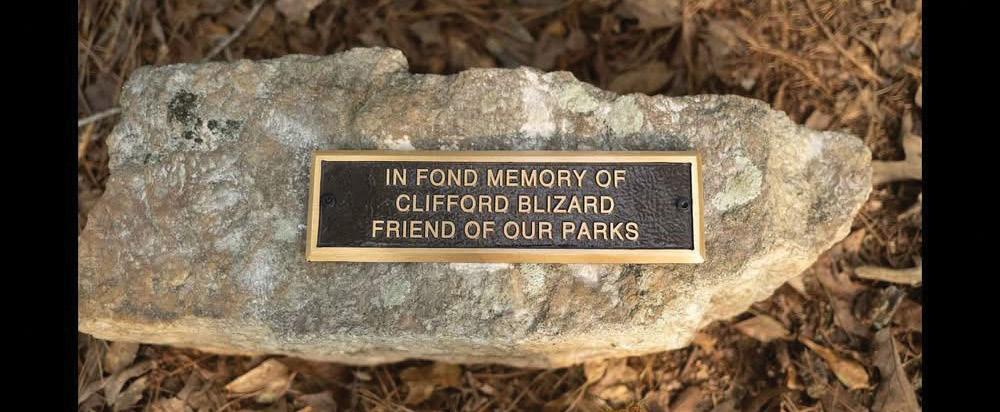 IN FOND MEMORY OF
CLIFFORD BLIZARD
FRIEND OF OUR PARKS